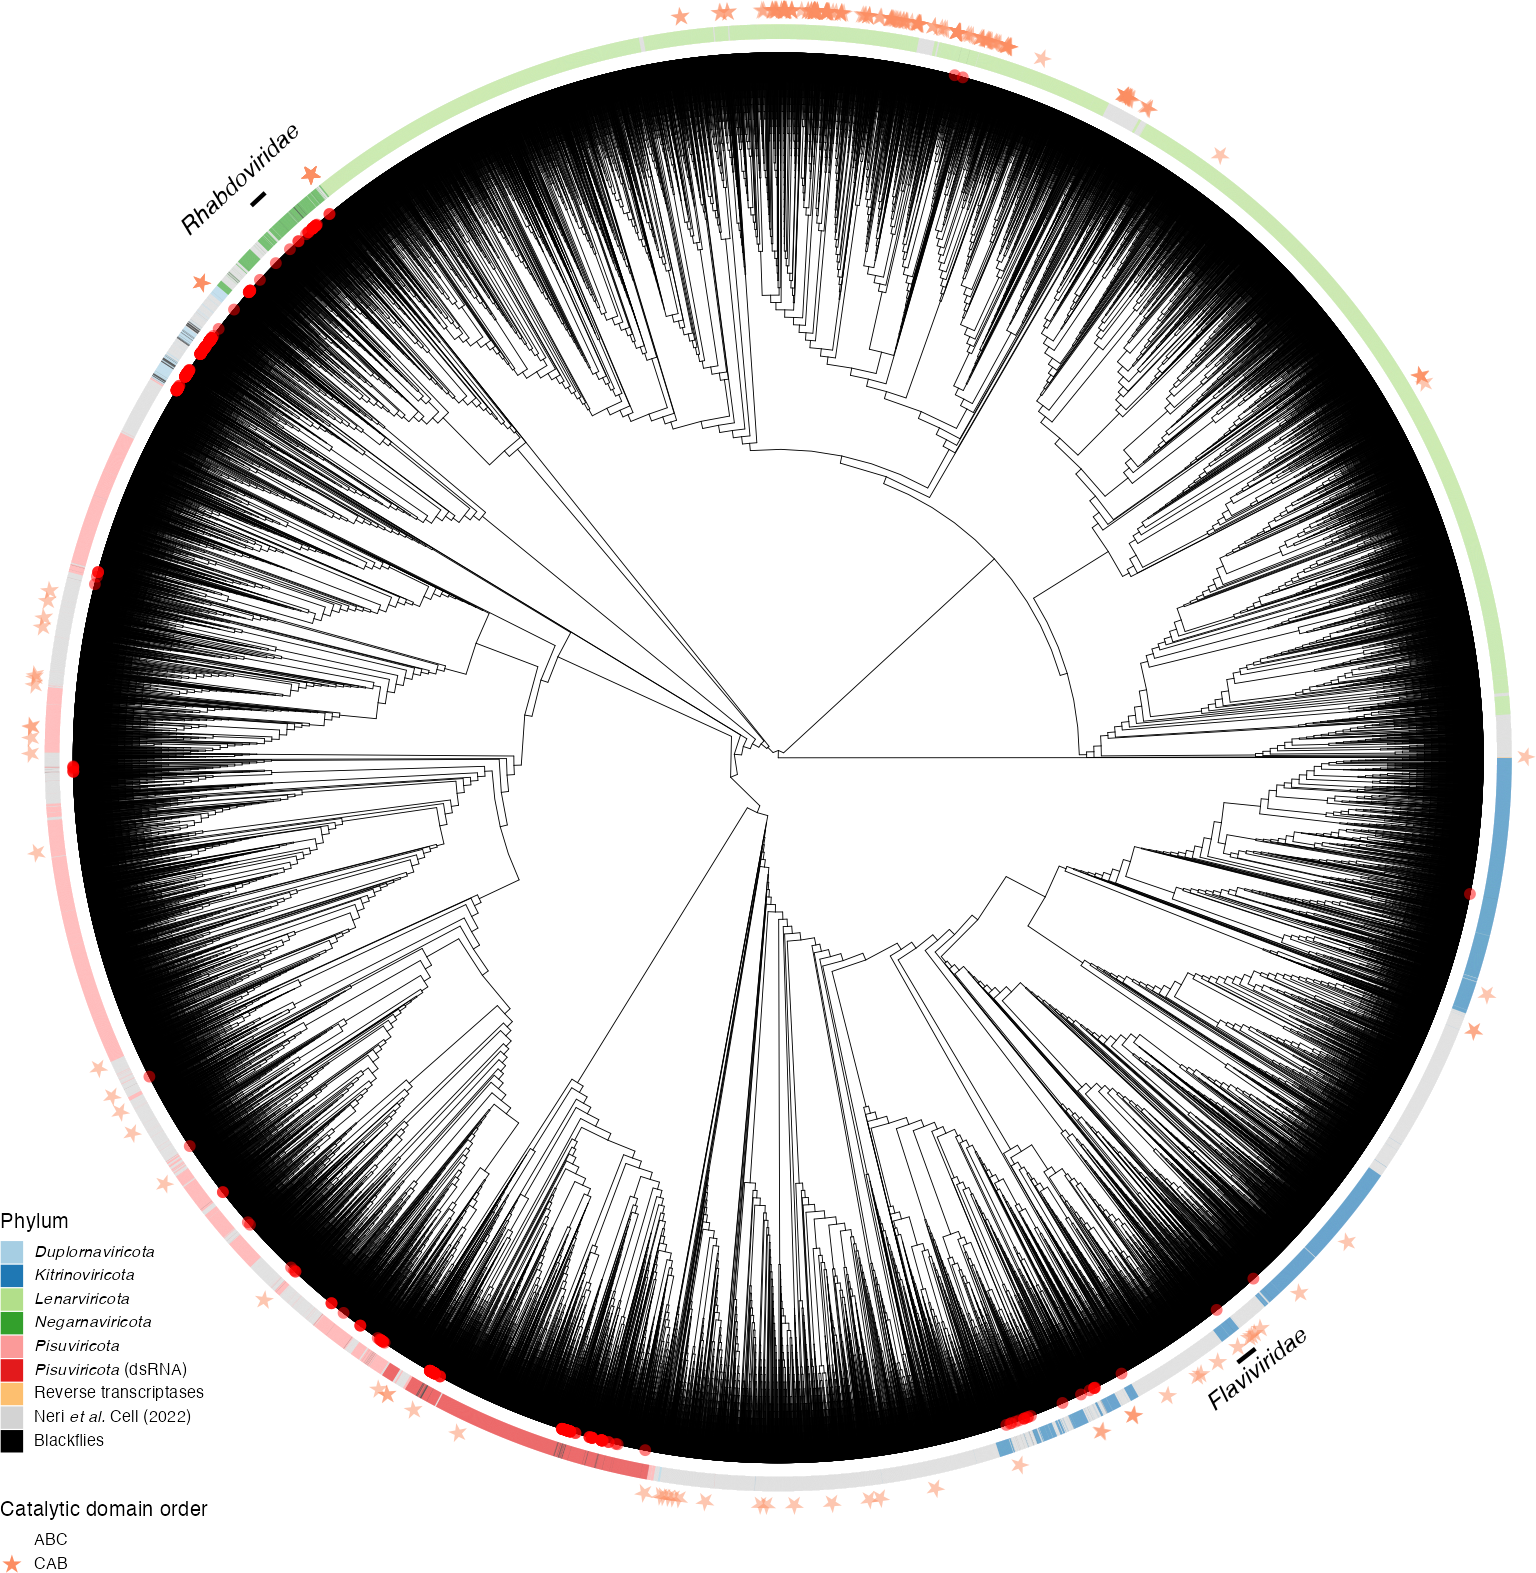 Rhabdoviridae
Flaviviridae
Phylum
Duplornaviricota
Kitrinoviricota
Lenarviricota
Negarnaviricota
Pisuviricota
Pisuviricota (dsRNA)
Reverse transcriptases
Neri et al. Cell (2022)
Blackflies
Catalytic domain order
ABC
CAB